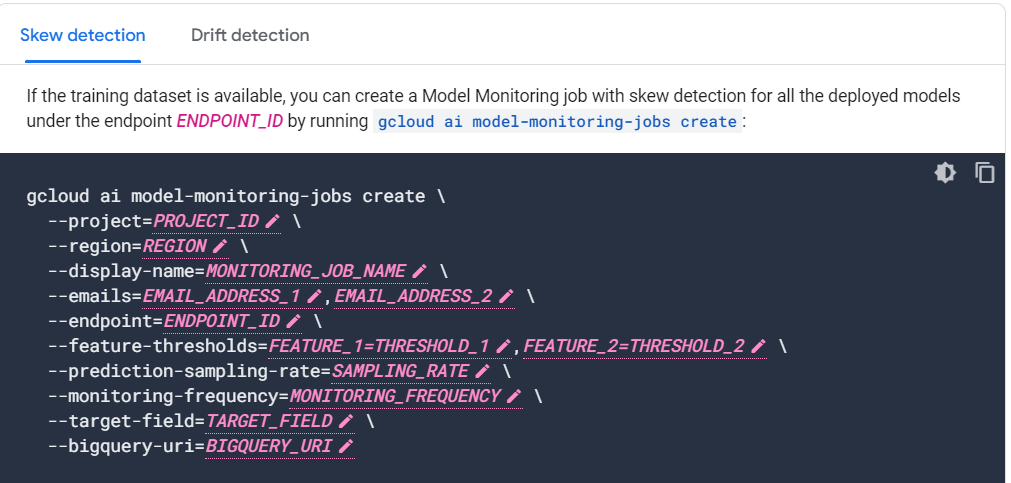 Skew detection Drift detection
If the training dataset is available, you can create a Model Monitoring job with skew detection for all the deployed models
under the endpoint ENDPOINT_ID by running gcloud ai model-monitoring-jobs create :
gcloud ai model-monitoring-jobs create \
--project=PROJECT_ID \
--region=REGION \
--display-name=MONITORING_JOB_NAME \
--emails=EMAIL_ADDRESS_1 ,EMAIL_ADDRESS_2 \
--endpoint=ENDPOINT_ID \
--feature-thresholds=FEATURE_1=THRESHOLD_1 ,FEATURE_2=THRESHOLD_2 \
--prediction-sampling-rate=SAMPLING_RATE \
--monitoring-frequency=MONITORING_FREQUENCY \
--target-field=TARGET_FIELD \
--bigquery-uri=BIGQUERY_URI